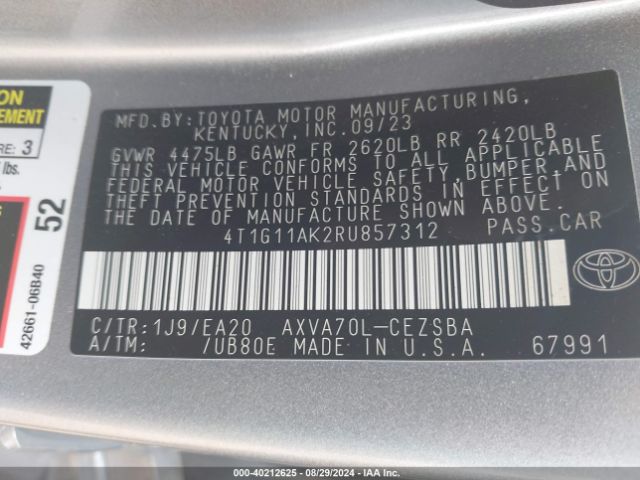 MFD.BY:TOYOTA MOTOR MANUFACTURING,
KENTUCKY, INC.09/23
GVWR 4475LB GAWR FR 2620LB RR 2420LB
THIS VEHICLE CONFORMS TO ALL APPLICABLE
FEDERAL MOTOR VEHICLE SAFETY,BUMPER,AND
THEFT PREVENTION STANDARDS IN EFFECT ON
THE DATE OF MANUFACTURE SHOWN ABOVE.
4T1G11AK2RU857312 PASS.CAR
TOYOTA
C/TR:1J9/EA20 AXVA70L-CEZSBA
A/TM: /UB80E MADE IN U.S.A. 67991
ON
EMENT
RE: 3
lbs.
52
42661-06B40
#VIEW: 40212625 - 08/29/2024 - IAA Inc.